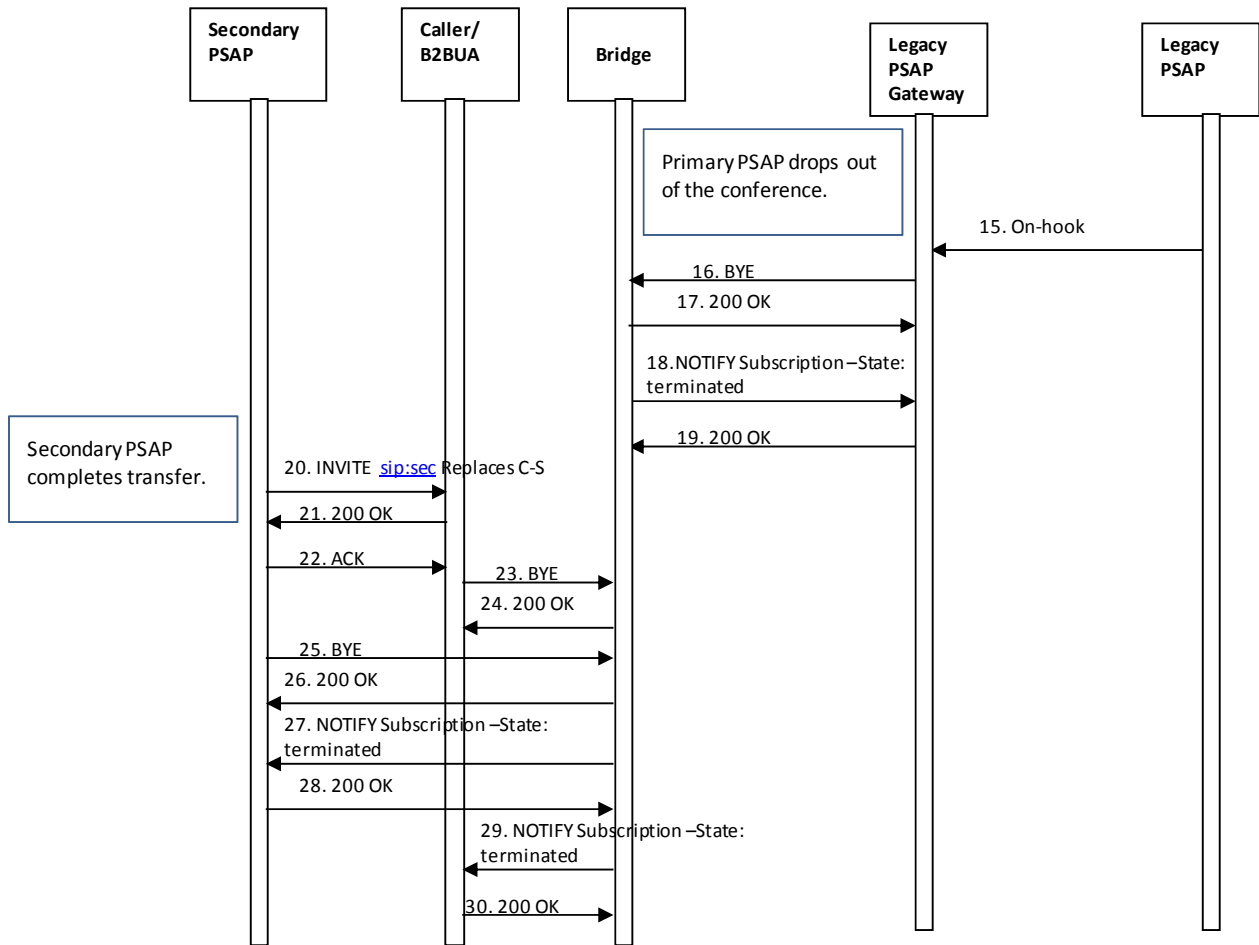 Secondary
PSAP
Caller/
B2BUA
Bridge
Legacy
PSAP
Gateway
Legacy
PSAP
Primary PSAP drops out
of the conference.
15. On-hook
16. BYE
17. 200 OK
18.NOTIFY Subscription –State:
terminated
19. 200 OK
Secondary PSAP
completes transfer.
20. INVITE sip:sec Replaces C-S
21. 200 OK
22. ACK
23. BYE
24. 200 OK
25. BYE
26. 200 OK
27. NOTIFY Subscription –State:
terminated
28. 200 OK
29. NOTIFY Subscription –State:
terminated
30. 200 OK